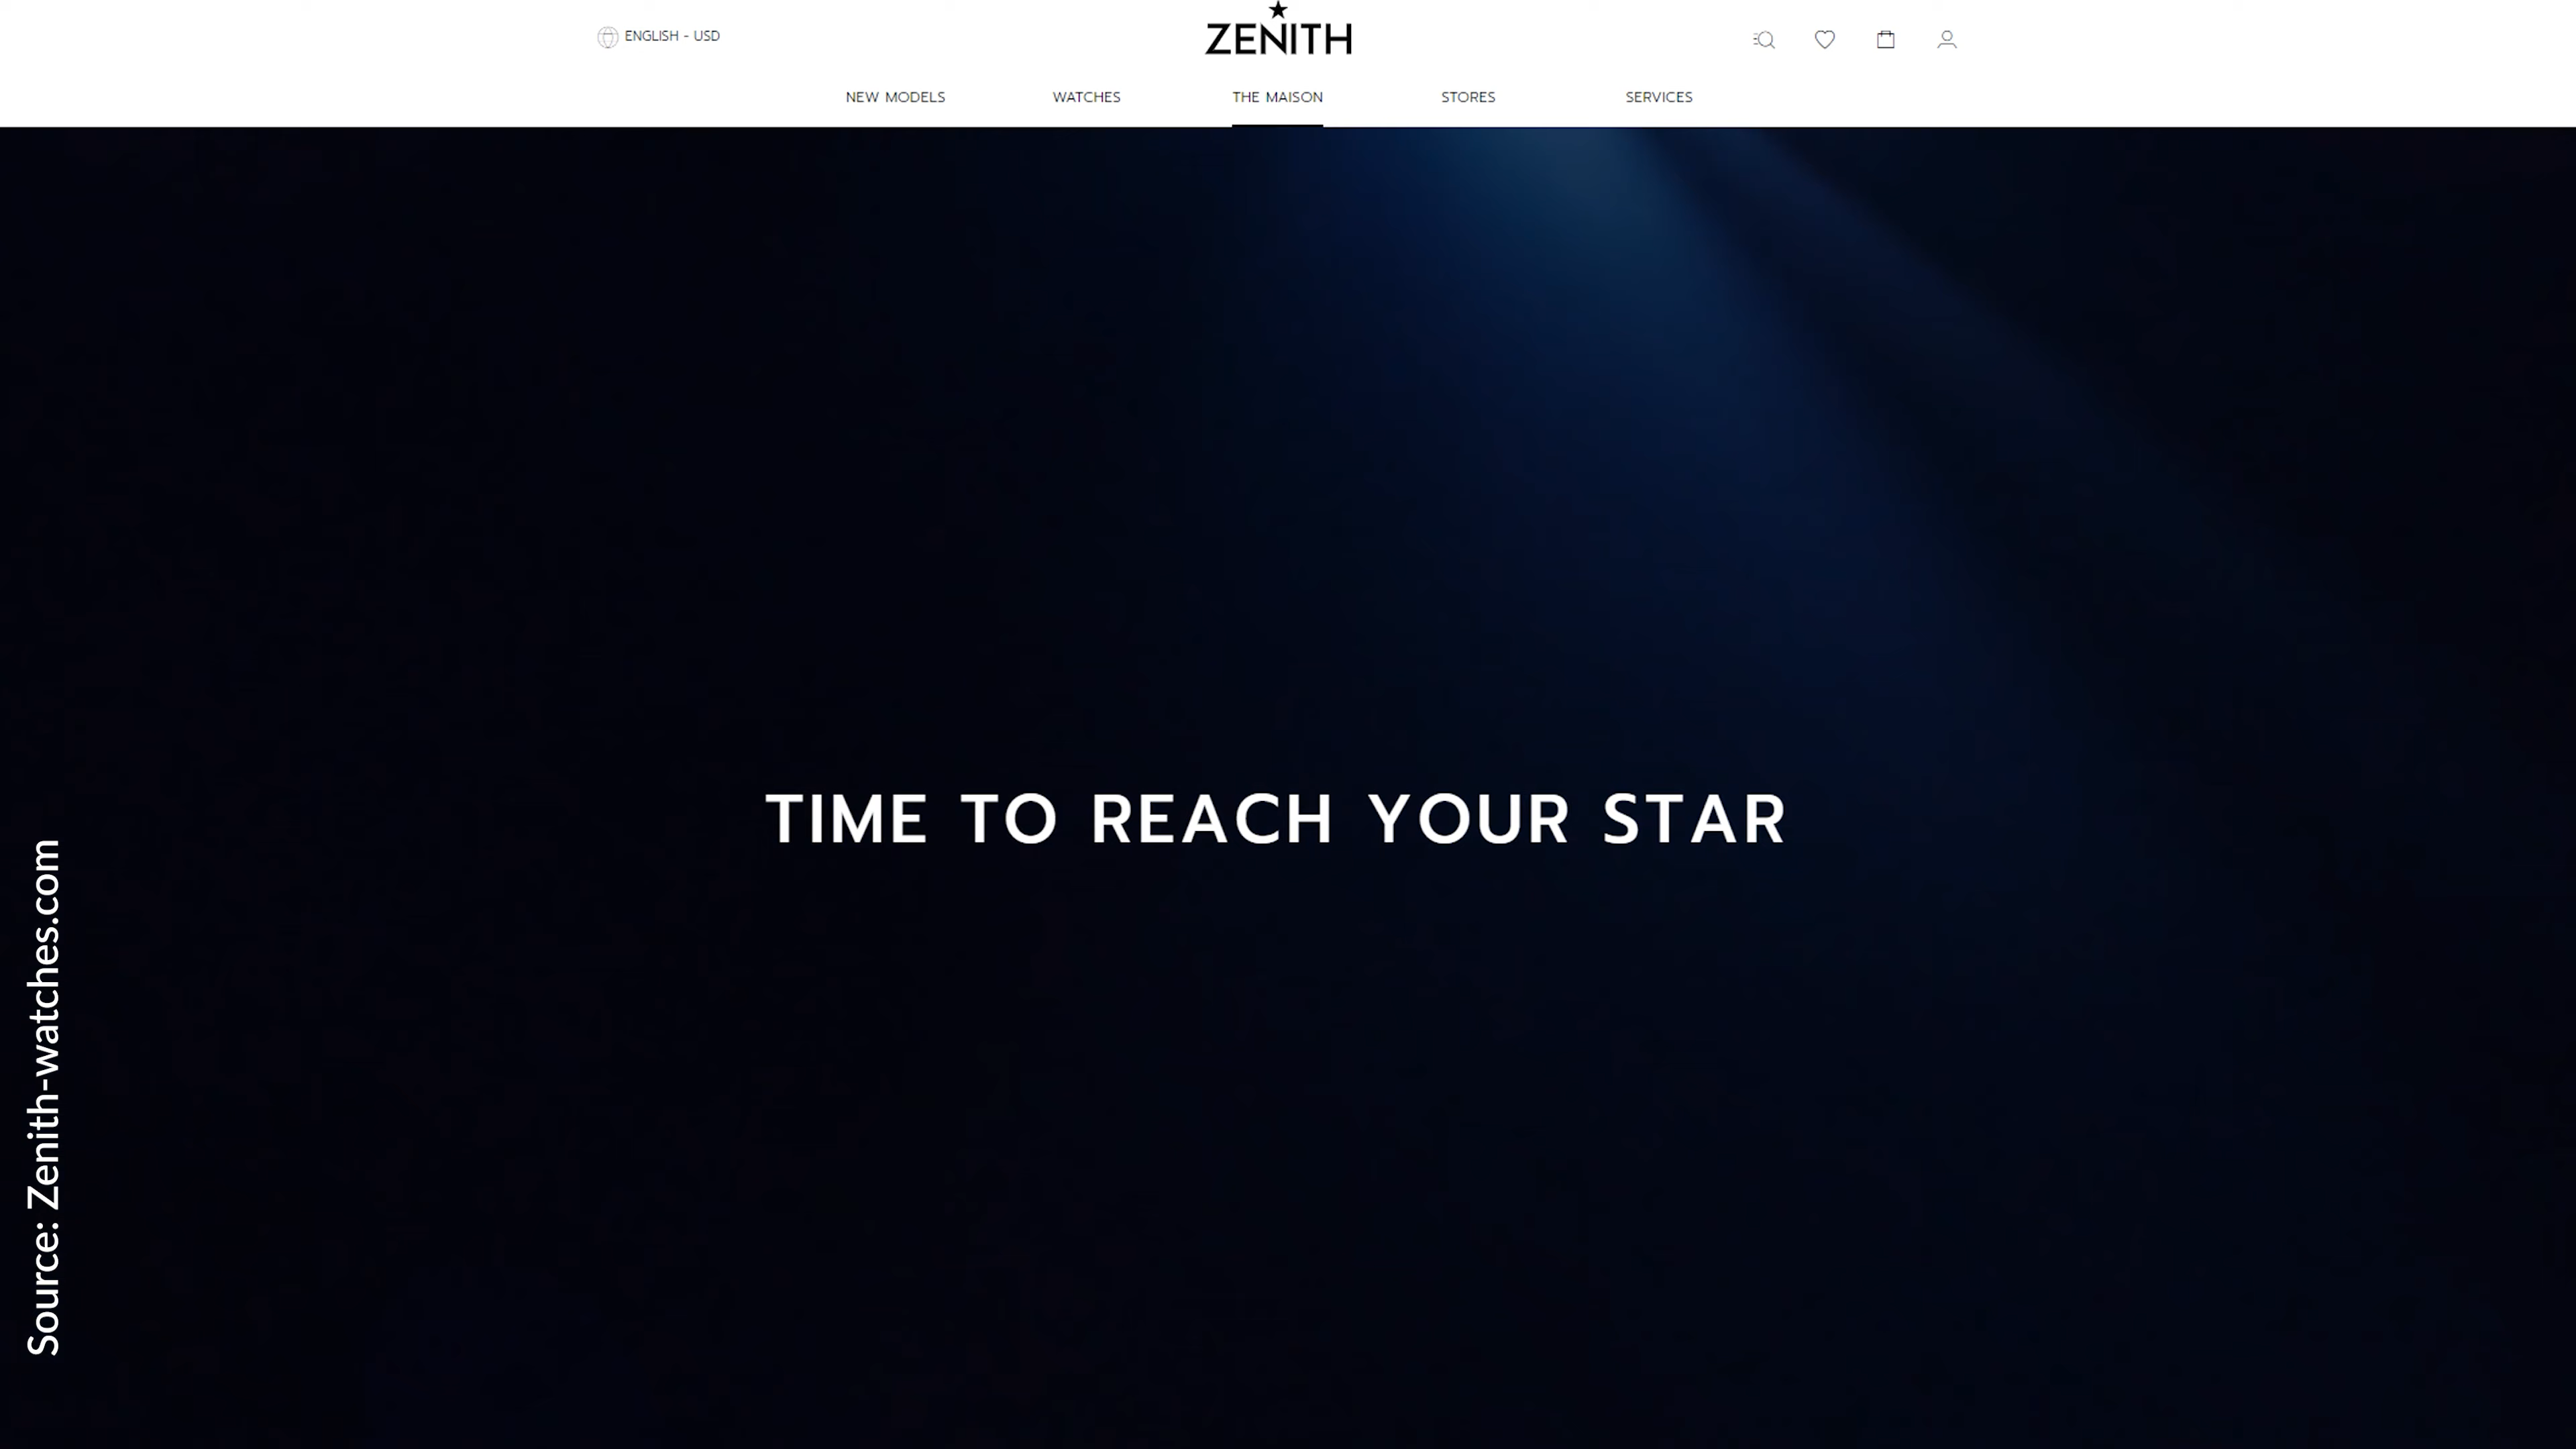 ENGLISH - USD
ZENITH
NEW MODELS
WATCHES
THE MAISON
STORES
SERVICES
TIME TO REACH YOUR STAR
Source: Zenith-watches.com